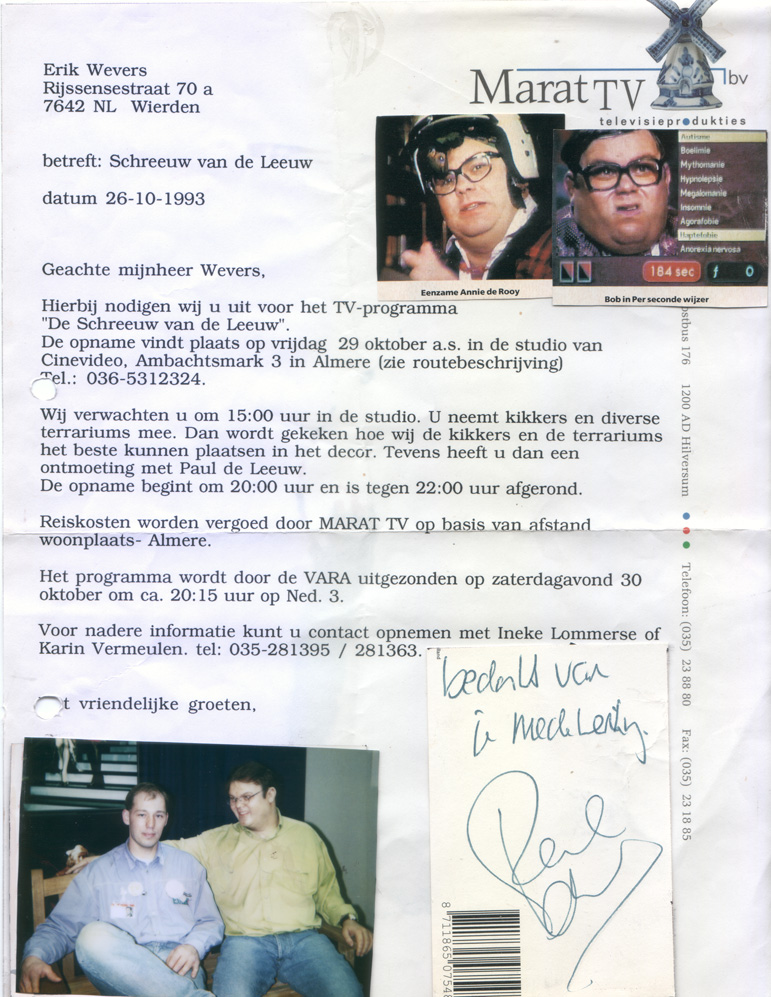 Erik Wevers
Rijssensestraat 70 a
7642 NL Wierden
Marat TV bv
televisieprodukties
betreft: Schreeuw van de Leeuw
datum 26-10-1993
Autisme
Boelimie
Mythomanie
Hypnolepsie
Megalomanie
Insomnie
Agorafobie
Haptefobie
Anorexia nervosa
184 sec f 0
Eenzame Annie de Rooy
Bob in Per seconde wijzer
Geachte mijnheer Wevers,
Hierbij nodigen wij u uit voor het TV-programma
"De Schreeuw van de Leeuw".
De opname vindt plaats op vrijdag 29 oktober a.s. in de studio van
Cinevideo, Ambachtsmark 3 in Almere (zie routebeschrijving)
Tel.: 036-5312324.
Wij verwachten u om 15:00 uur in de studio. U neemt kikkers en diverse
terrariums mee. Dan wordt gekeken hoe wij de kikkers en de terrariums
het beste kunnen plaatsen in het decor. Tevens heeft u dan een
ontmoeting met Paul de Leeuw.
De opname begint om 20:00 uur en is tegen 22:00 uur afgerond.
Reiskosten worden vergoed door MARAT TV op basis van afstand
woonplaats- Almere.
Het programma wordt door de VARA uitgezonden op zaterdagavond 30
oktober om ca. 20:15 uur op Ned. 3.
Voor nadere informatie kunt u contact opnemen met Ineke Lommerse of
Karin Vermeulen. tel: 035-281395 / 281363.
t vriendelijke groeten,
ostbus 176 1200 AD Hilversum • • • Telefoon: (035) 23 88 80 Fax: (035) 23 18 85
bedankt van
je medewerking.
8 711865 0754